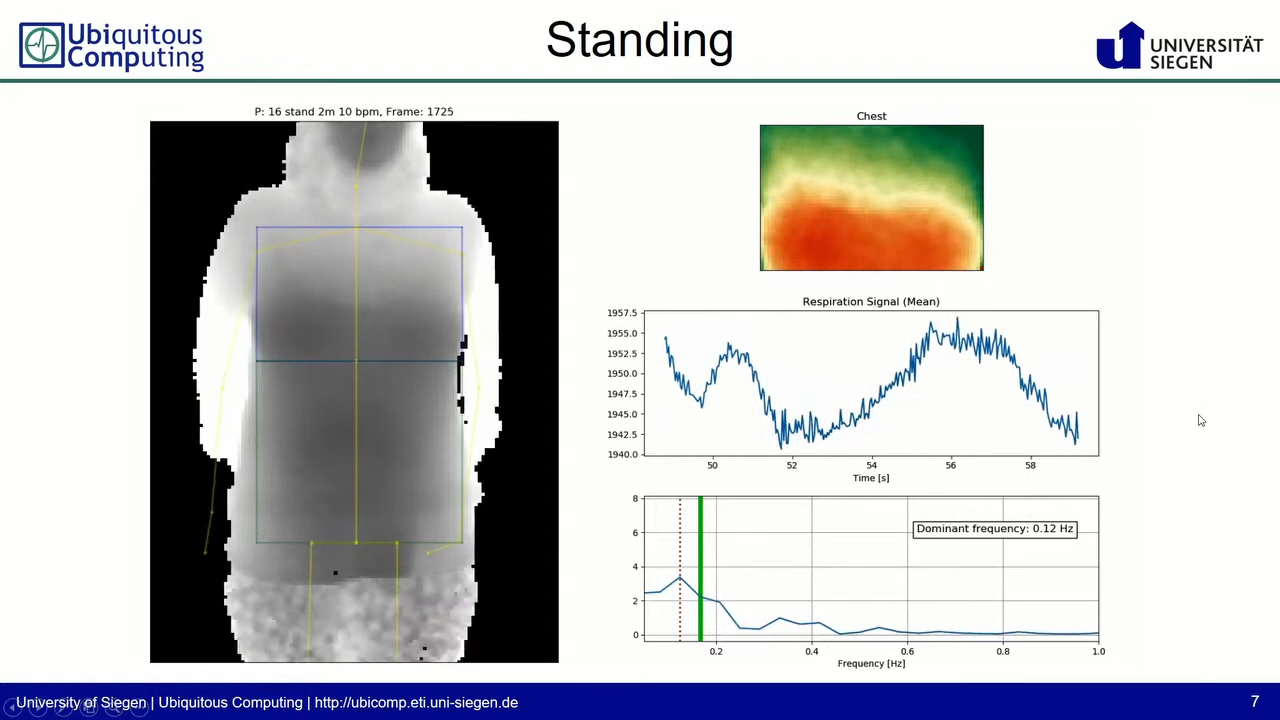 Ubiquitous
Computing
Standing
UNIVERSITÄT
SIEGEN
P: 16 stand 2m 10 bpm, Frame: 1725
Chest
Respiration Signal (Mean)
1957.5
1955.0
1952.5
1950.0
1947.5
1945.0
1942.5
1940.0
50 52 54 56 58
Time [s]
8
6
4
2
0
Dominant frequency: 0.12 Hz
0.2 0.4 0.6 0.8 1.0
Frequency [Hz]
University of Siegen | Ubiquitous Computing | http://ubicomp.eti.uni-siegen.de
7